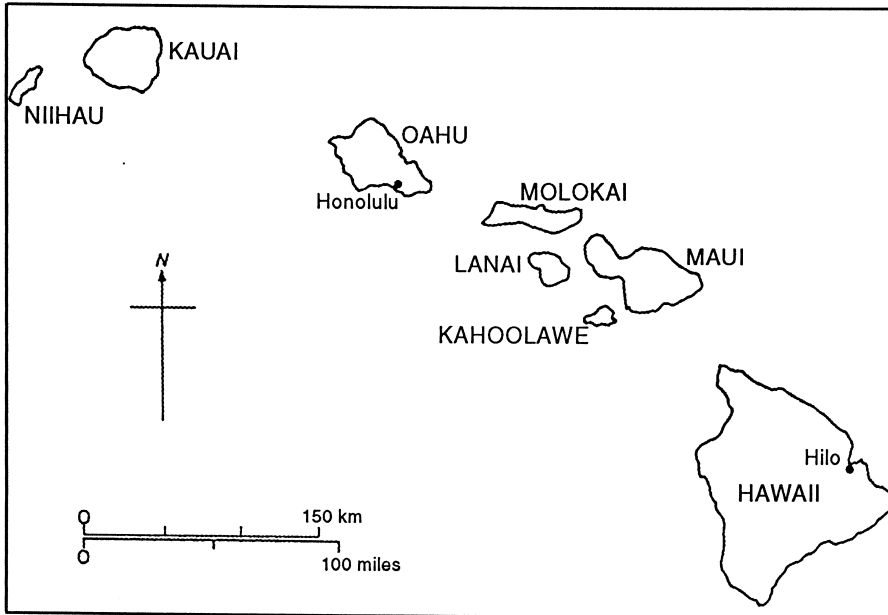 KAUAI
NIIHAU
OAHU
Honolulu
MOLOKAI
LANAI
MAUI
N
KAHOOLAWE
Hilo
HAWAII
0 150 km
0 100 miles